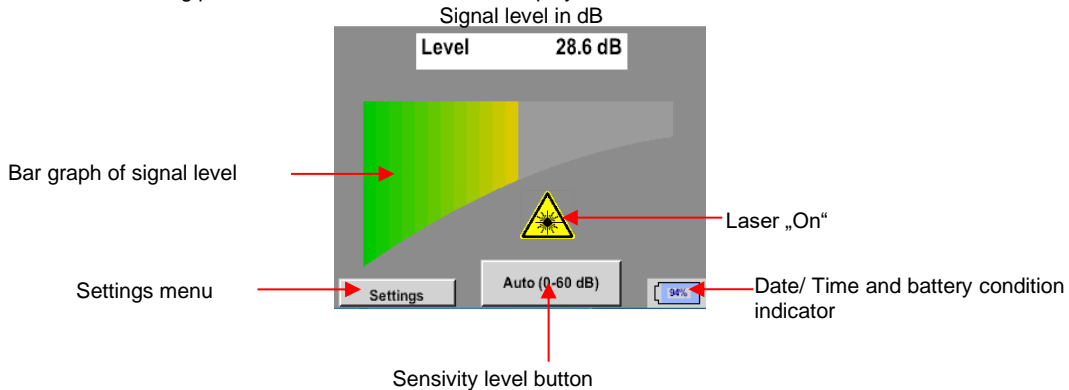 Signal level in dB
Level 28.6 dB
Bar graph of signal level
Laser „On“
Settings menu
Settings
Auto (0-60 dB)
94%
Date/ Time and battery condition
indicator
Sensivity level button